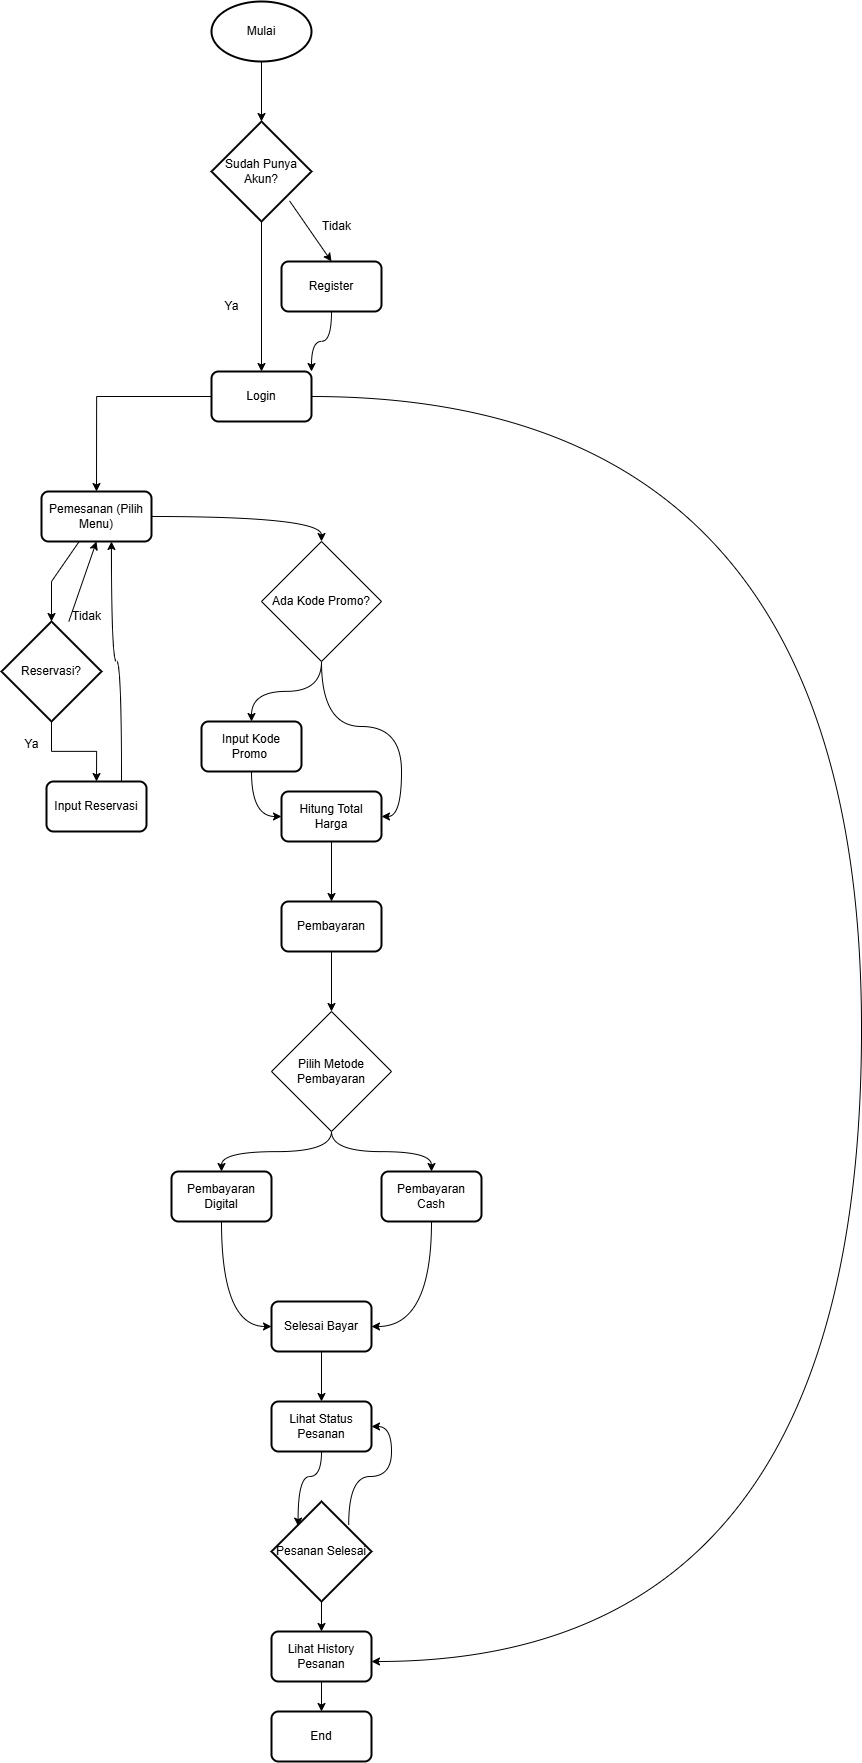 Mulai
Sudah Punya
Akun?
Tidak
Register
Ya
Login
Pemesanan (Pilih
Menu)
Ada Kode Promo?
Tidak
Reservasi?
Ya
Input Kode
Promo
Input Reservasi
Hitung Total
Harga
Pembayaran
Pilih Metode
Pembayaran
Pembayaran
Digital
Pembayaran
Cash
Selesai Bayar
Lihat Status
Pesanan
Pesanan Selesai
Lihat History
Pesanan
End